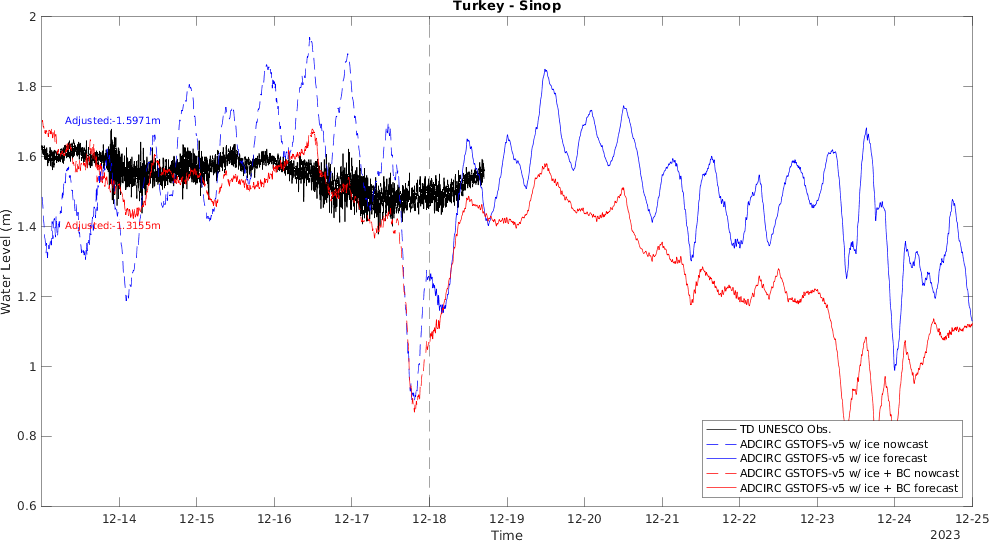 Turkey - Sinop
2
1.8
1.6
1.4
1.2
1
0.8
0.6
Water Level (m)
Adjusted:-1.5971m
Adjusted:-1.3155m
TD UNESCO Obs.
ADCIRC GSTOFS-v5 w/ ice nowcast
ADCIRC GSTOFS-v5 w/ ice forecast
ADCIRC GSTOFS-v5 w/ ice + BC nowcast
ADCIRC GSTOFS-v5 w/ ice + BC forecast
12-14 12-15 12-16 12-17 12-18 12-19 12-20 12-21 12-22 12-23 12-24 12-25
Time
2023